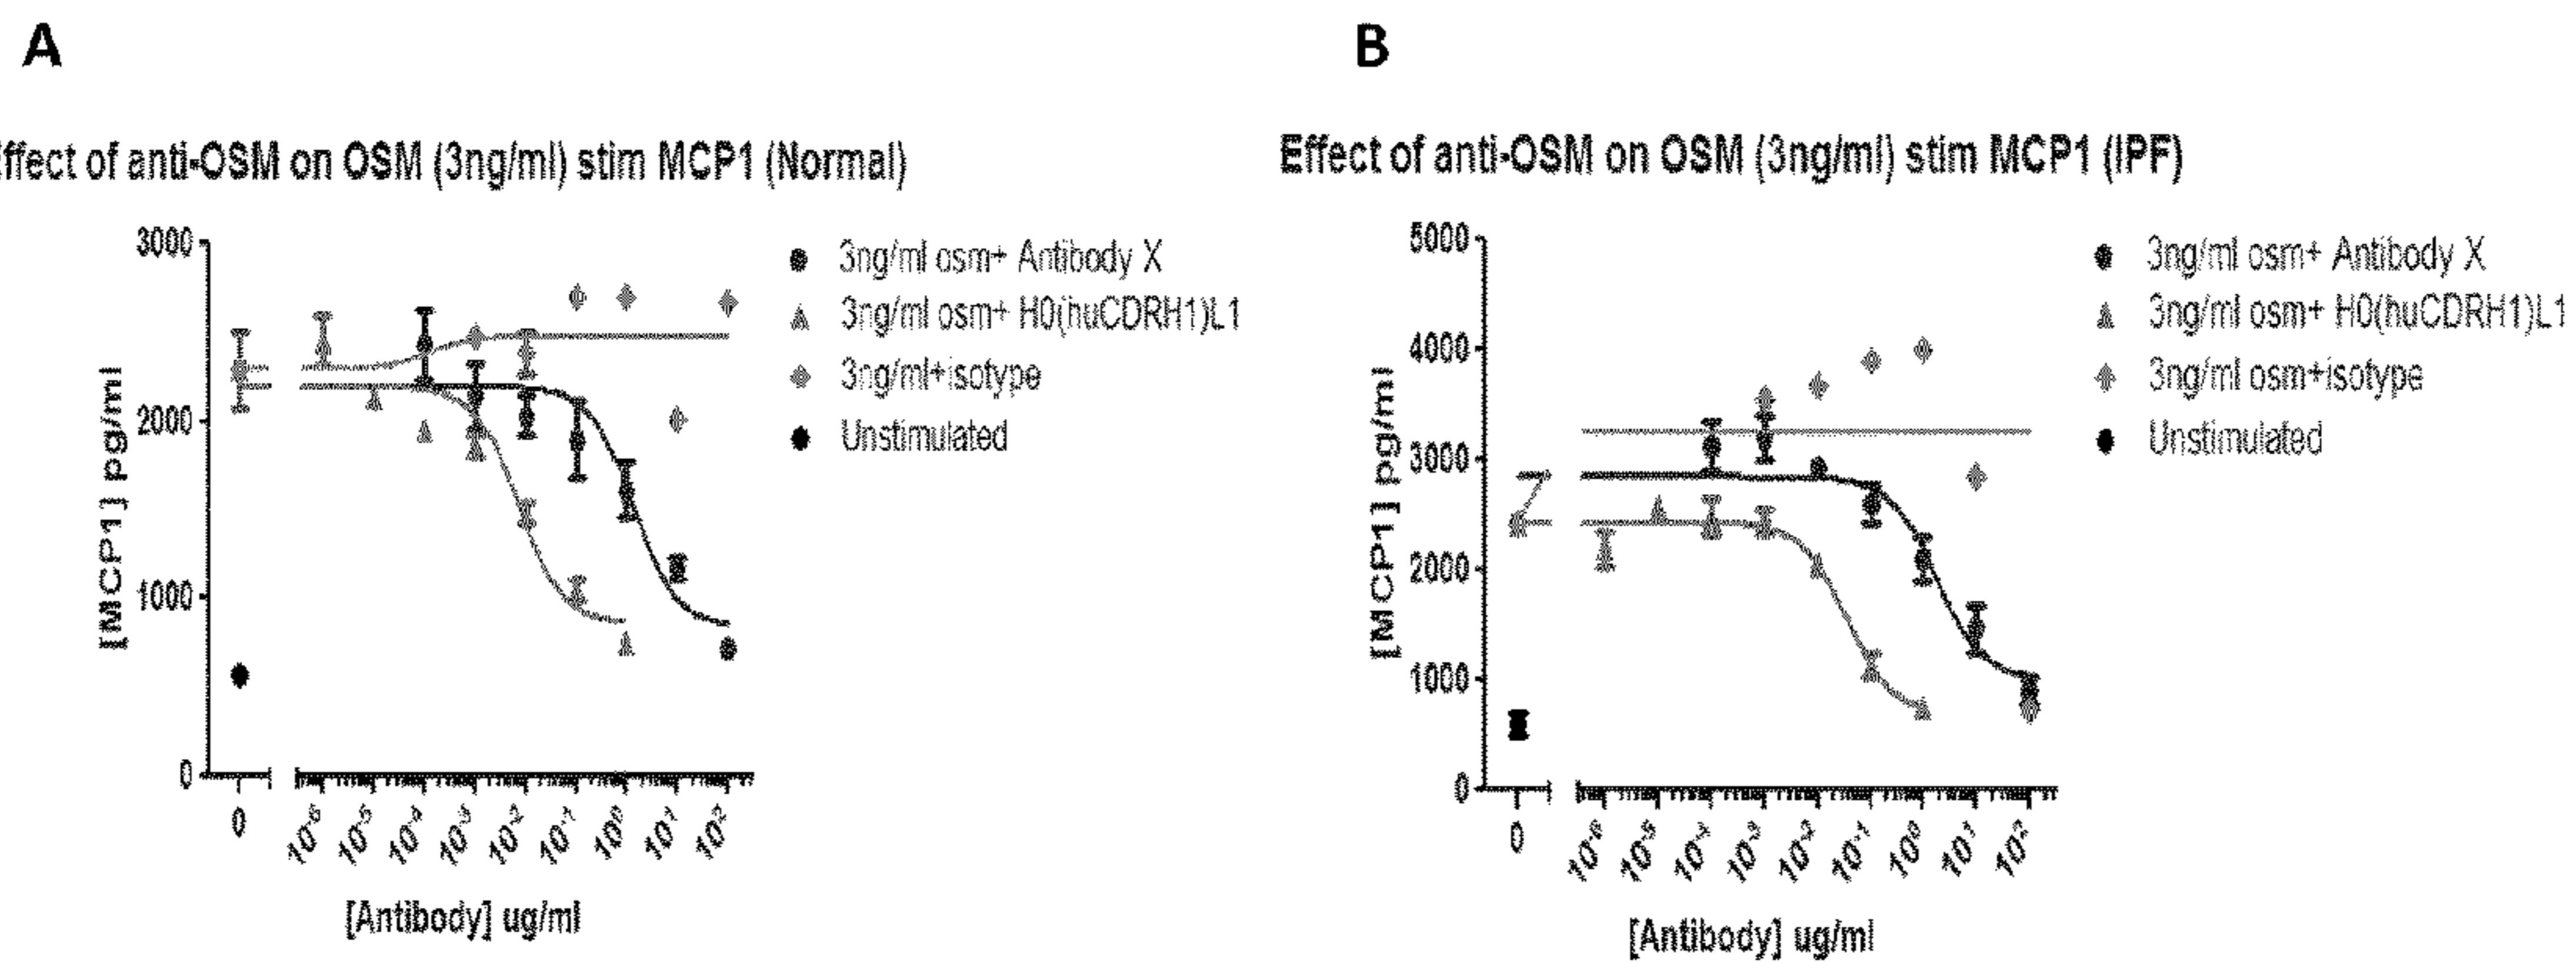 A
ffect of anti-OSM on OSM (3ng/ml) stim MCP1 (Normal)
3000
2000
1000
0
[MCP1] pg/ml
0
10-6
10-5
10-4
10-3
10-2
10-1
100
101
102
[Antibody] ug/ml
3ng/ml osm+ Antibody X
3ng/ml osm+ H0(huCDRH1)L1
3ng/ml+isotype
Unstimulated
B
Effect of anti-OSM on OSM (3ng/ml) stim MCP1 (IPF)
5000
4000
3000
2000
1000
0
[MCP1] pg/ml
0
10-6
10-5
10-4
10-3
10-2
10-1
100
101
102
[Antibody] ug/ml
3ng/ml osm+ Antibody X
3ng/ml osm+ H0(huCDRH1)L1
3ng/ml osm+isotype
Unstimulated